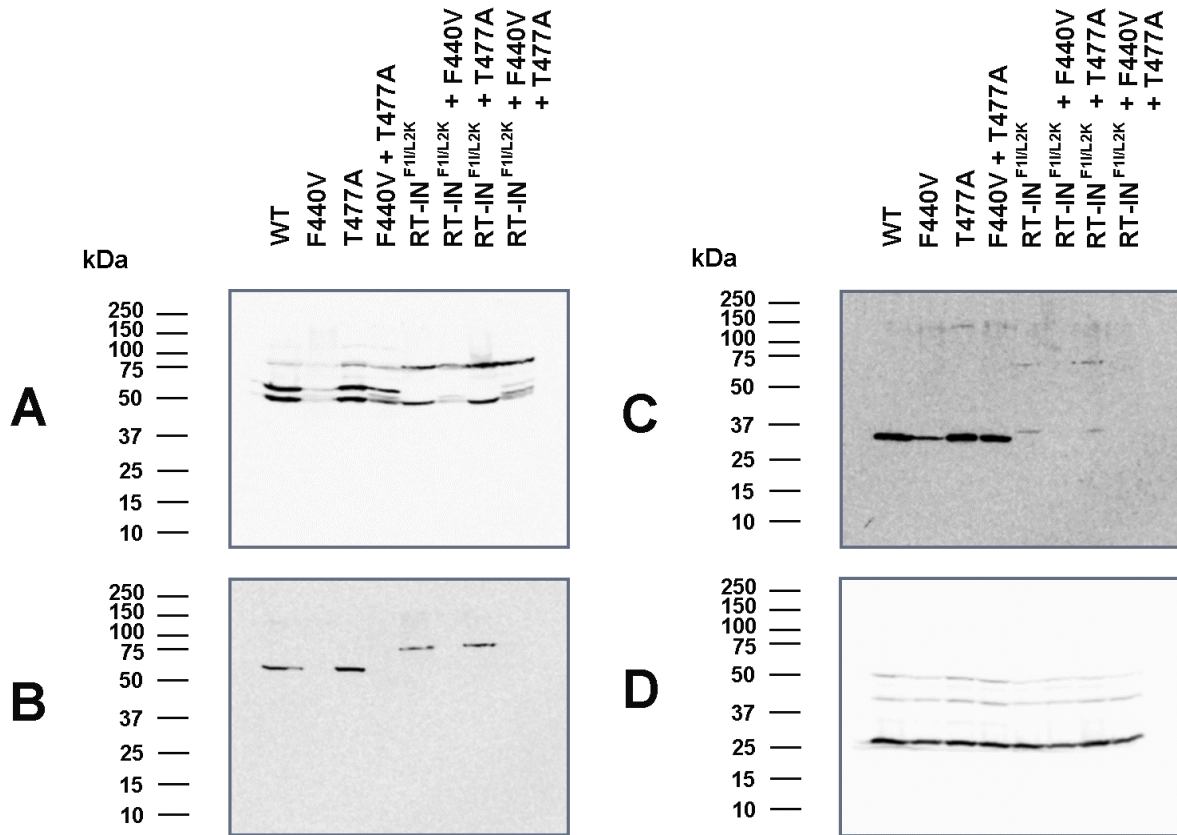 WT
F440V
T477A
F440V + T477A
RT-IN F1I/L2K
RT-IN F1I/L2K + F440V
RT-IN F1I/L2K + T477A
RT-IN F1I/L2K + F440V
+ T477A
kDa
250
150
100
75
50
37
25
15
10
A
250
150
100
75
50
37
25
15
10
B
WT
F440V
T477A
F440V + T477A
RT-IN F1I/L2K
RT-IN F1I/L2K + F440V
RT-IN F1I/L2K + T477A
RT-IN F1I/L2K + F440V
+ T477A
kDa
250
150
100
75
50
37
25
15
10
C
250
150
100
75
50
37
25
15
10
D